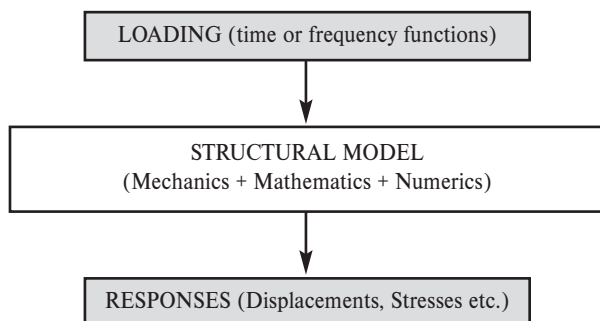 LOADING (time or frequency functions)
STRUCTURAL MODEL
(Mechanics + Mathematics + Numerics)
RESPONSES (Displacements, Stresses etc.)